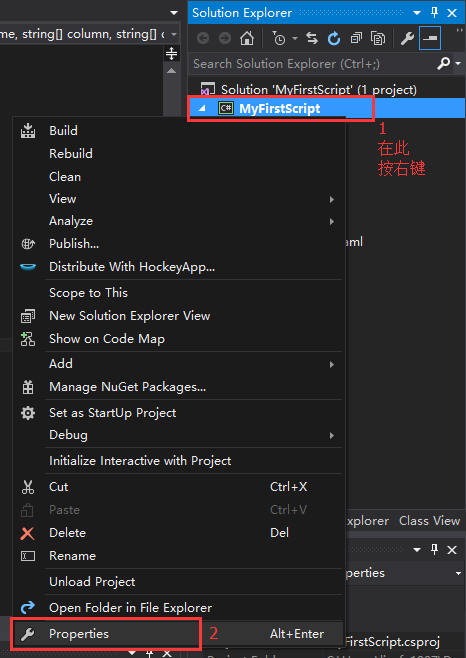 Solution Explorer
me, string[] column, string[]
Search Solution Explorer (Ctrl+;)
Solution 'MyFirstScript' (1 project)
C# MyFirstScript
1
在此
按右键
Build
Rebuild
Clean
View
Analyze
Publish...
Distribute With HockeyApp...
Scope to This
New Solution Explorer View
Show on Code Map
Add
Manage NuGet Packages...
Set as StartUp Project
Debug
Initialize Interactive with Project
Cut Ctrl+X
Paste Ctrl+V
Delete Del
Rename
Unload Project
Open Folder in File Explorer
Properties 2 Alt+Enter
aml
xplorer Class View
perties
FirstScript.csproj